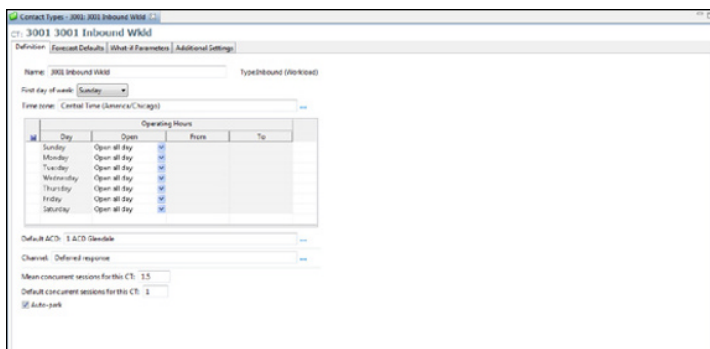 Contact Types - 3001: 3001 Inbound Wkld
CT: 3001 3001 Inbound Wkld
Definition Forecast Defaults What-if Parameters Additional Settings
Name: 3001 Inbound Wkld Type:Inbound (Workload)
First day of week: Sunday
Time zone: Central Time (America/Chicago)
Operating Hours
Day Open From To
Sunday Open all day
Monday Open all day
Tuesday Open all day
Wednesday Open all day
Thursday Open all day
Friday Open all day
Saturday Open all day
Default ACD: 1 ACD Glendale
Channel: Deferred response
Mean concurrent sessions for this CT: 3.5
Default concurrent sessions for this CT: 1
Auto-park